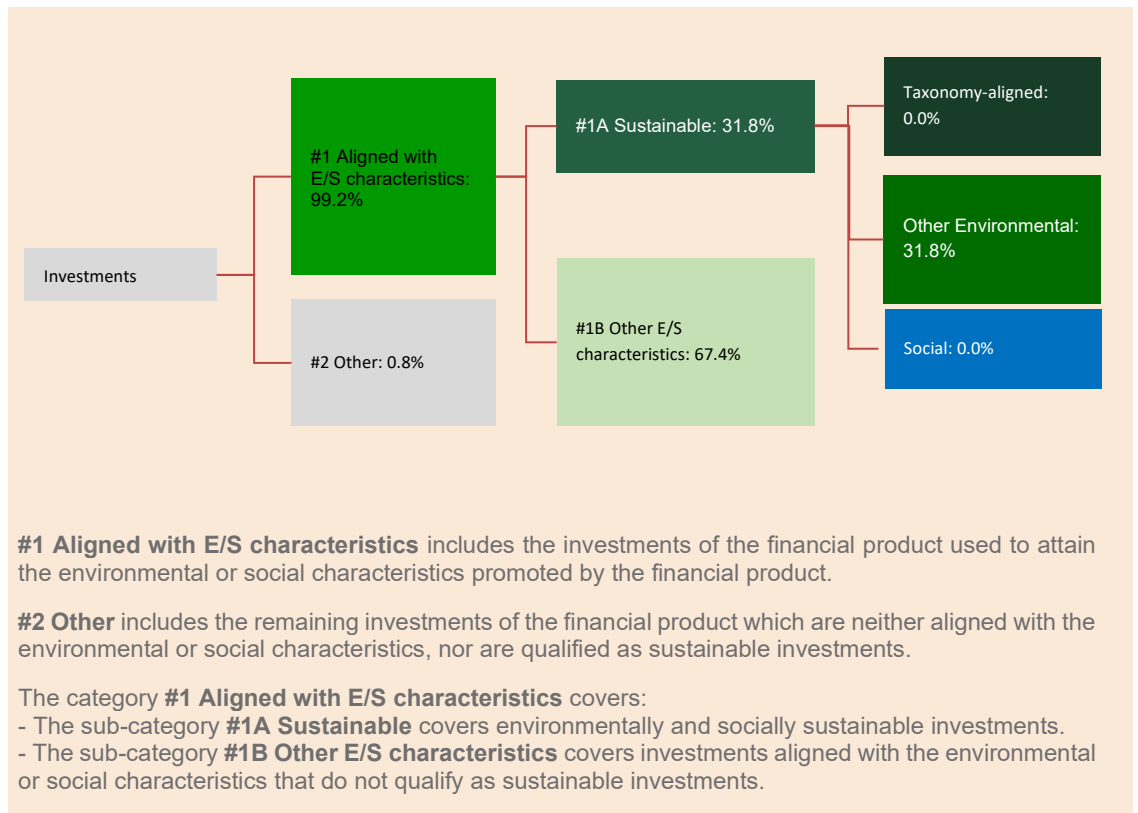 Investments
#1 Aligned with
E/S characteristics:
99.2%
#2 Other: 0.8%
#1A Sustainable: 31.8%
#1B Other E/S
characteristics: 67.4%
Taxonomy-aligned:
0.0%
Other Environmental:
31.8%
Social: 0.0%
#1 Aligned with E/S characteristics includes the investments of the financial product used to attain
the environmental or social characteristics promoted by the financial product.
#2 Other includes the remaining investments of the financial product which are neither aligned with the
environmental or social characteristics, nor are qualified as sustainable investments.
The category #1 Aligned with E/S characteristics covers:
- The sub-category #1A Sustainable covers environmentally and socially sustainable investments.
- The sub-category #1B Other E/S characteristics covers investments aligned with the environmental
or social characteristics that do not qualify as sustainable investments.